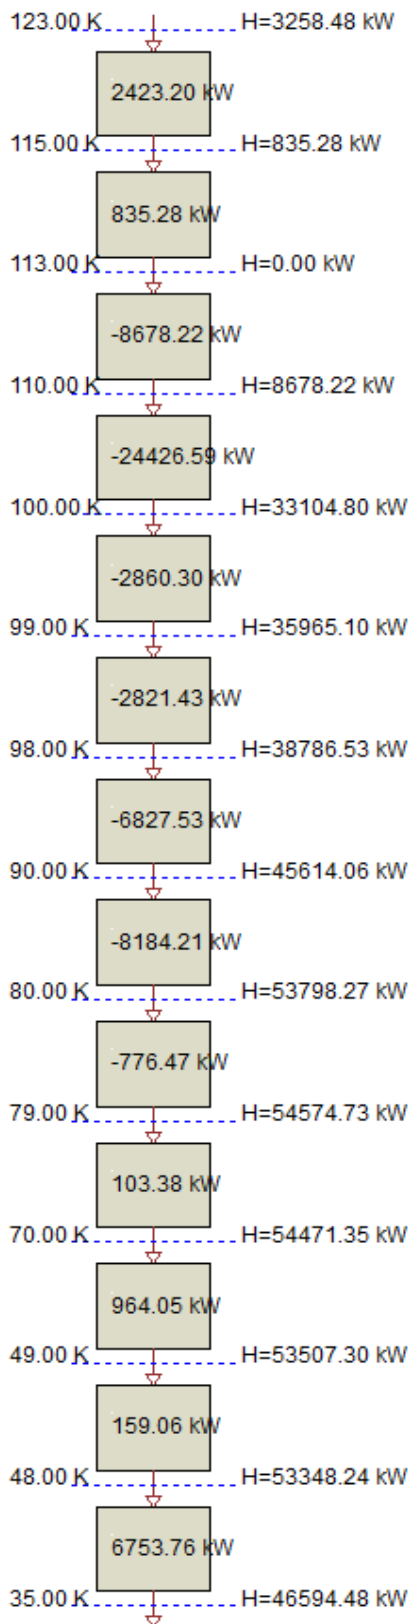 123.00 K H=3258.48 kW
2423.20 kW
115.00 K H=835.28 kW
835.28 kW
113.00 K H=0.00 kW
-8678.22 kW
110.00 K H=8678.22 kW
-24426.59 kW
100.00 K H=33104.80 kW
-2860.30 kW
99.00 K H=35965.10 kW
-2821.43 kW
98.00 K H=38786.53 kW
-6827.53 kW
90.00 K H=45614.06 kW
-8184.21 kW
80.00 K H=53798.27 kW
-776.47 kW
79.00 K H=54574.73 kW
103.38 kW
70.00 K H=54471.35 kW
964.05 kW
49.00 K H=53507.30 kW
159.06 kW
48.00 K H=53348.24 kW
6753.76 kW
35.00 K H=46594.48 kW